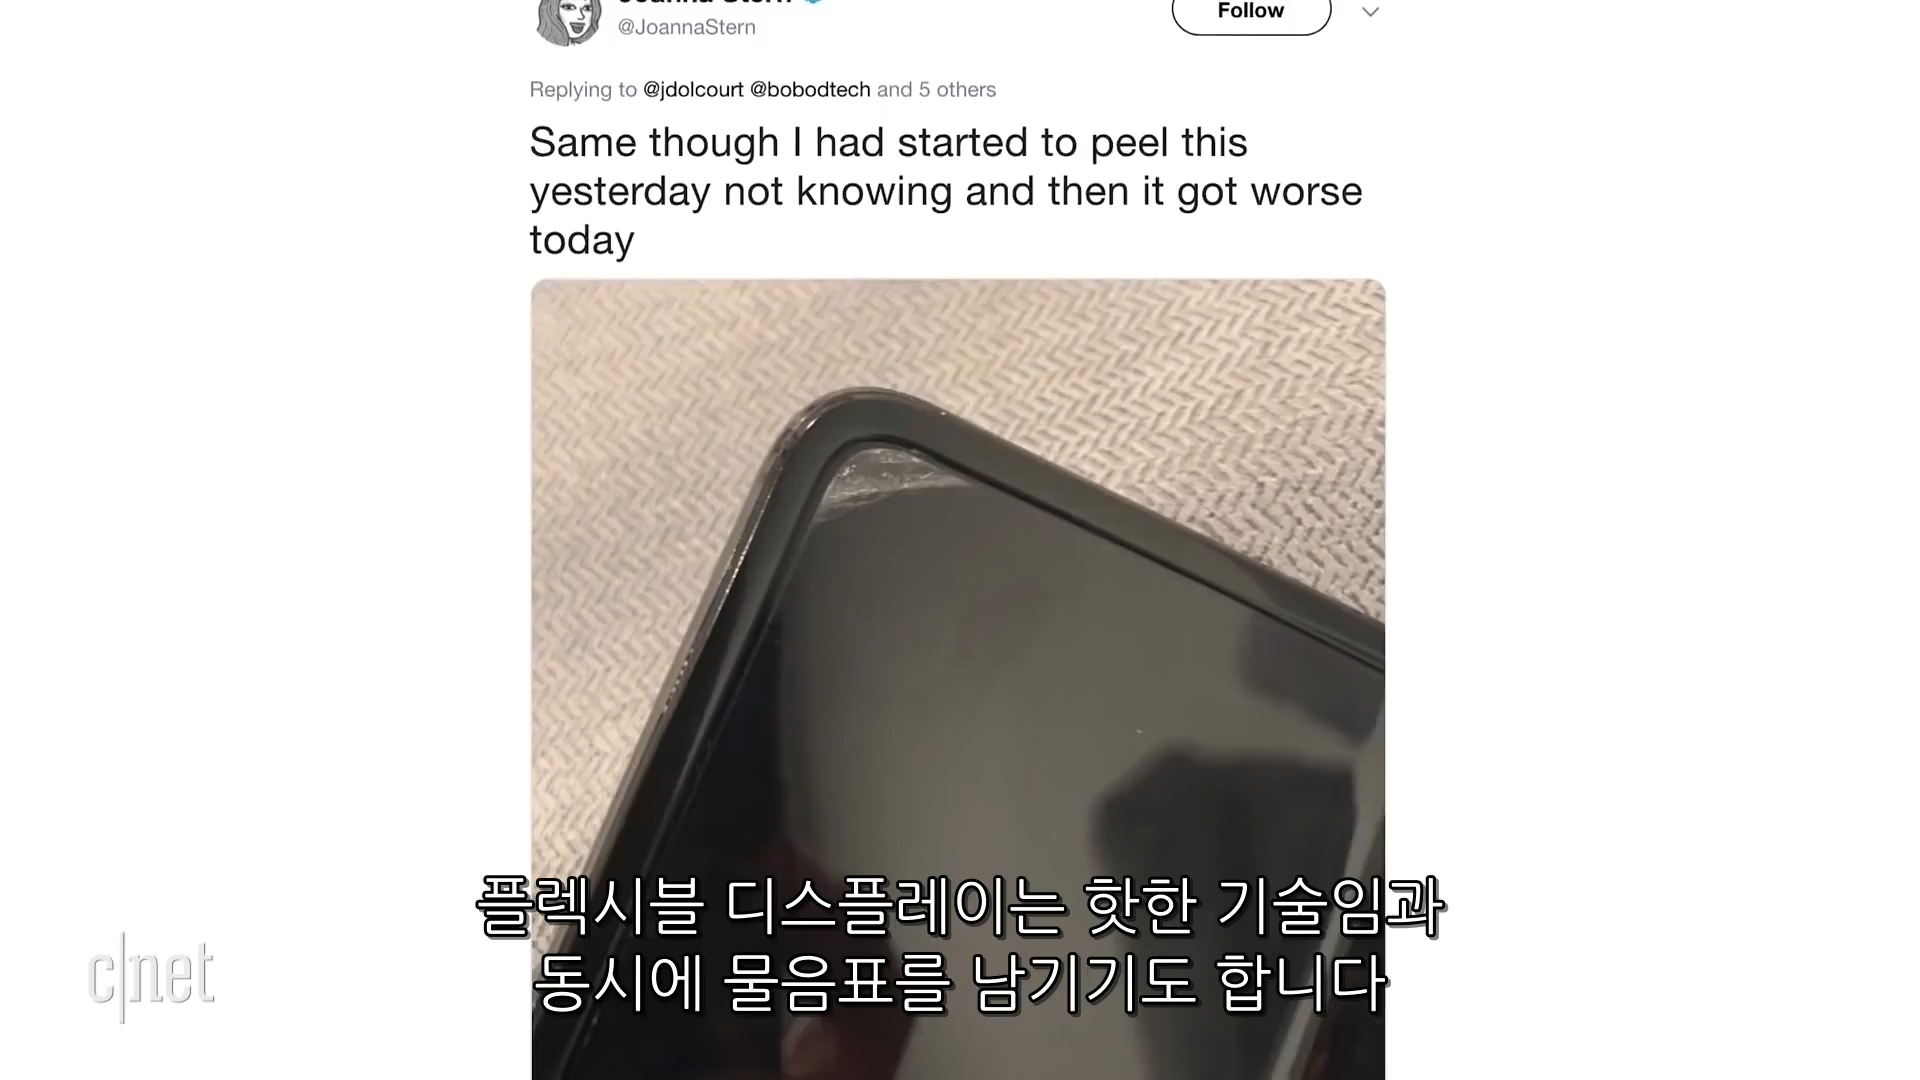 @JoannaStern
Follow
Replying to @jdolcourt @bobodtech and 5 others
Same though I had started to peel this
yesterday not knowing and then it got worse
today
플렉시블 디스플레이는 핫한 기술임과
동시에 물음표를 남기기도 합니다
c|net